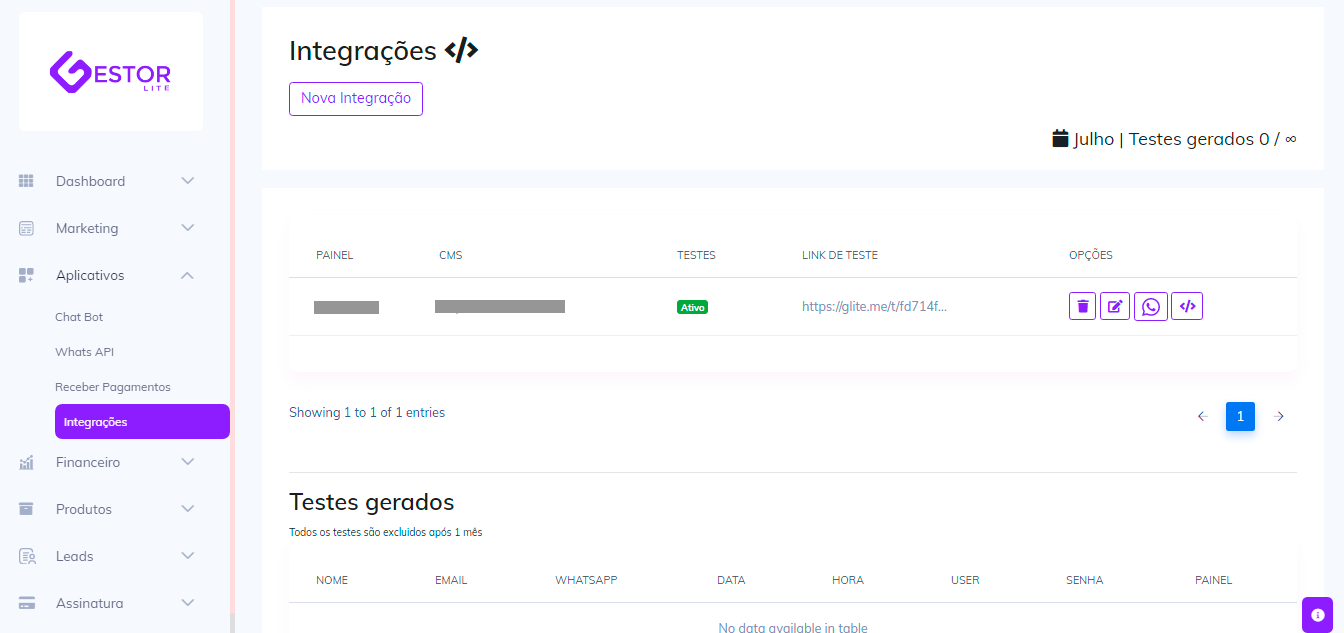 GESTOR
LITE
Dashboard
Marketing
Aplicativos
Chat Bot
Whats API
Receber Pagamentos
Integrações
Financeiro
Produtos
Leads
Assinatura
Integrações </>
Nova Integração
Julho | Testes gerados 0 / ∞
PAINEL CMS TESTES LINK DE TESTE OPÇÕES
Ativo https://glite.me/t/fd714f... </>
Showing 1 to 1 of 1 entries
← 1 →
Testes gerados
Todos os testes são excluidos após 1 mês
NOME EMAIL WHATSAPP DATA HORA USER SENHA PAINEL
No data available in table